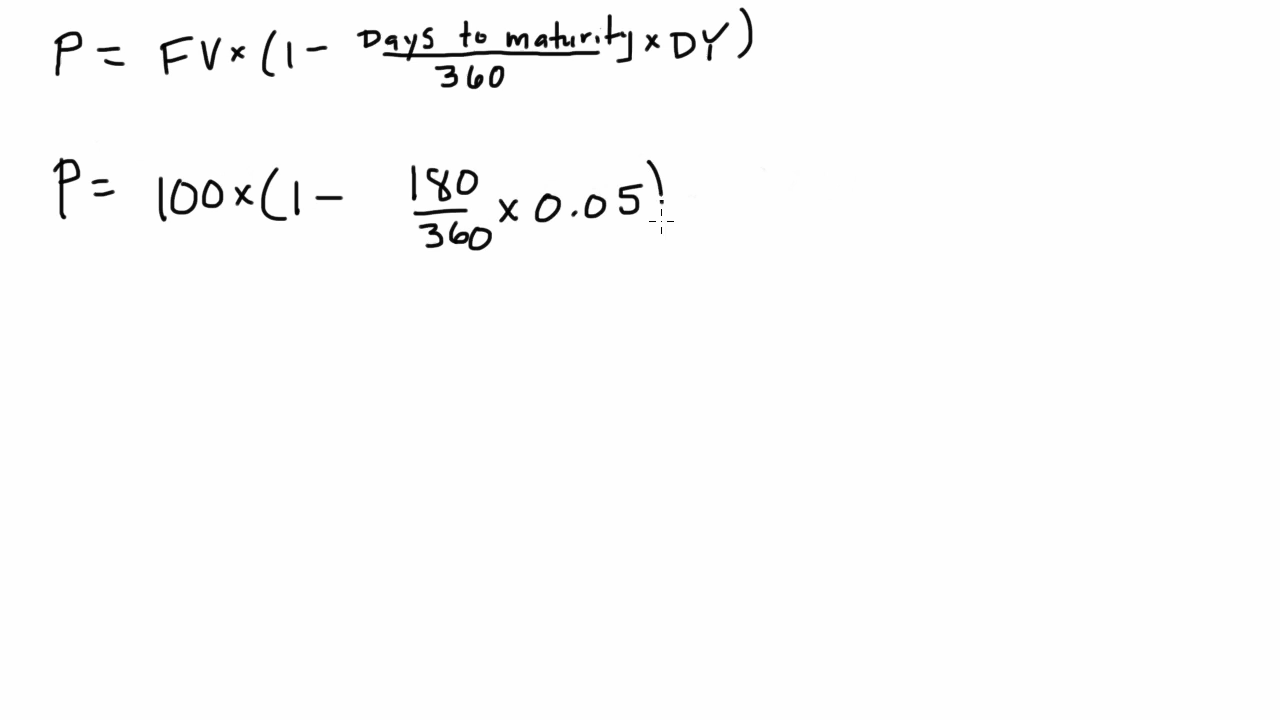 P = FV × (1 - Days to maturity/360 × DY)
P = 100 × (1 - 180/360 × 0.05)